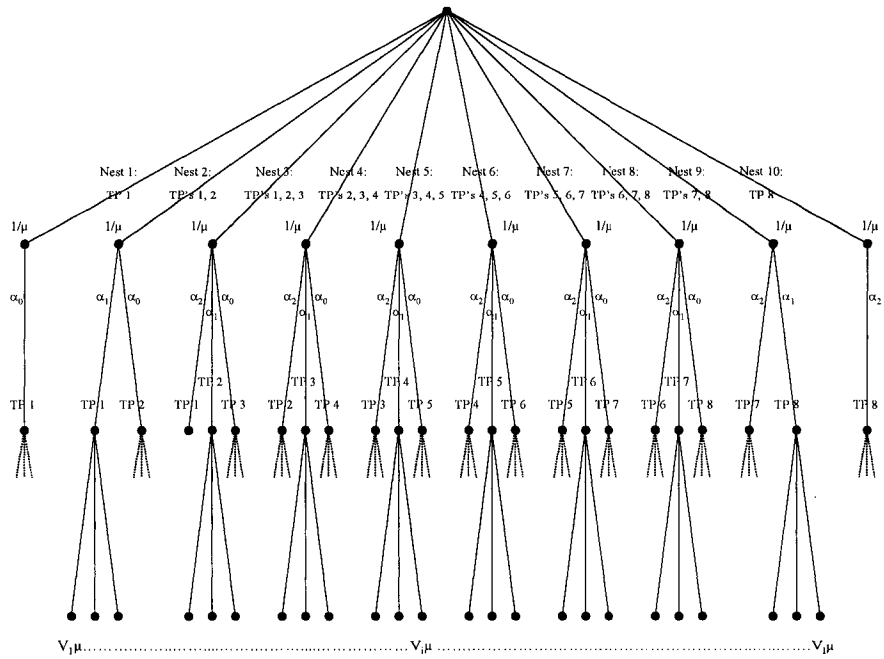 Nest 1: Nest 2: Nest 3: Nest 4: Nest 5: Nest 6: Nest 7: Nest 8: Nest 9: Nest 10:
TP 1 TP's 1, 2 TP's 1, 2, 3 TP's 2, 3, 4 TP's 3, 4, 5 TP's 4, 5, 6 TP's 5, 6, 7 TP's 6, 7, 8 TP's 7, 8 TP 8
1/μ 1/μ 1/μ 1/μ 1/μ 1/μ 1/μ 1/μ 1/μ 1/μ
α₀ α₁ α₀ α₂ α₀ α₂ α₀ α₂ α₀ α₂ α₀ α₂ α₀ α₂ α₀ α₂ α₁ α₂
α₁ α₁ α₁ α₁ α₁ α₁
TP 2 TP 3 TP 4 TP 5 TP 6 TP 7
TP 1 TP 1 TP 2 TP 1 TP 3 TP 2 TP 4 TP 3 TP 5 TP 4 TP 6 TP 5 TP 7 TP 6 TP 8 TP 7 TP 8 TP 8
V₁μ.......................................................V_iμ.......................................................V_Iμ